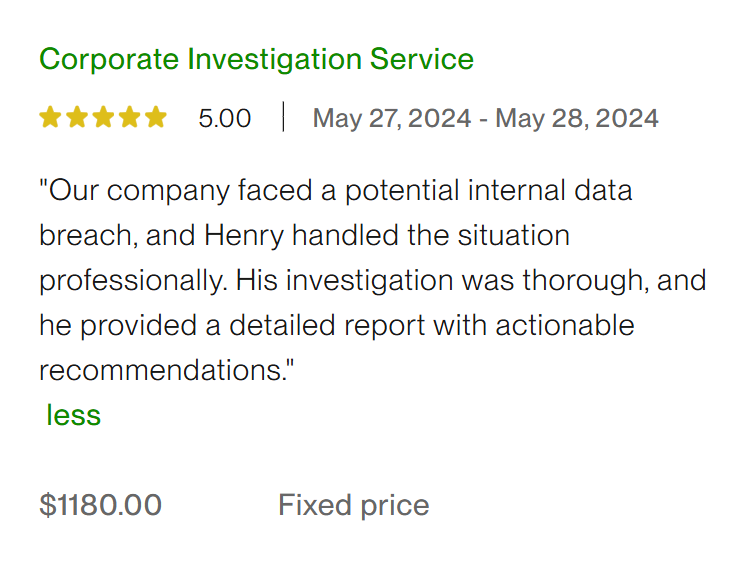 Corporate Investigation Service
5.00 | May 27, 2024 - May 28, 2024
"Our company faced a potential internal data
breach, and Henry handled the situation
professionally. His investigation was thorough, and
he provided a detailed report with actionable
recommendations."
less
$1180.00 Fixed price